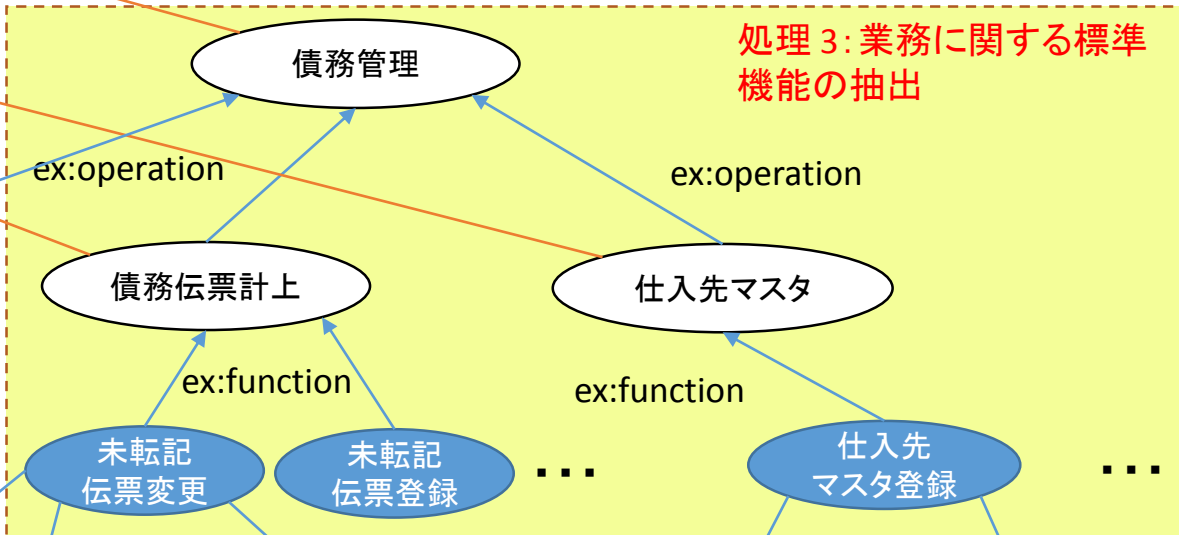 処理 3: 業務に関する標準
機能の抽出
債務管理
ex:operation
ex:operation
債務伝票計上
仕入先マスタ
ex:function
ex:function
未転記
伝票変更
未転記
伝票登録
...
仕入先
マスタ登録
...